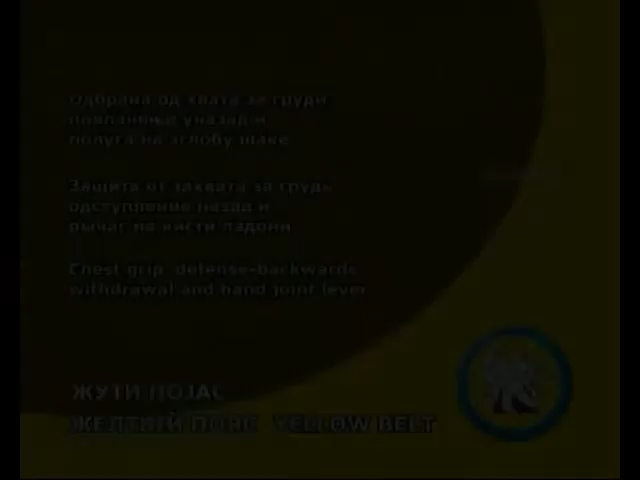 Одбрана од хвата за груди
повлачење уназад и
полуга на зглобу шаке
Защита от захвата за грудь
одступление назад и
рычаг на кисти ладони
Chest grip defense-backwards
withdrawal and hand joint lever
ЖУТИ ПОЈАС
ЖЕЛТЫЙ ПОЯС YELLOW BELT